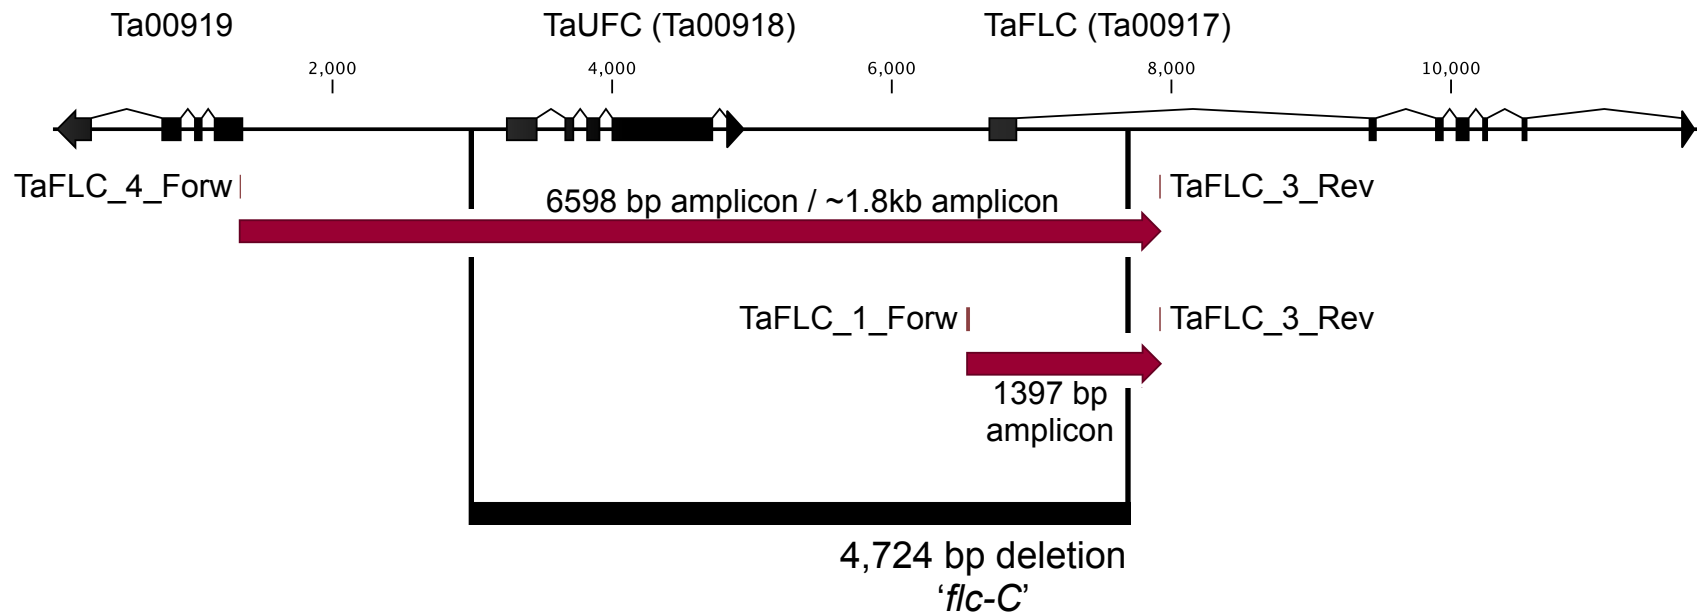 Ta00919
TaUFC (Ta00918)
TaFLC (Ta00917)
2,000
4,000
6,000
8,000
10,000
TaFLC_4_Forw
6598 bp amplicon / ~1.8kb amplicon
TaFLC_3_Rev
TaFLC_1_Forw
TaFLC_3_Rev
1397 bp
amplicon
4,724 bp deletion
‘flc-C’